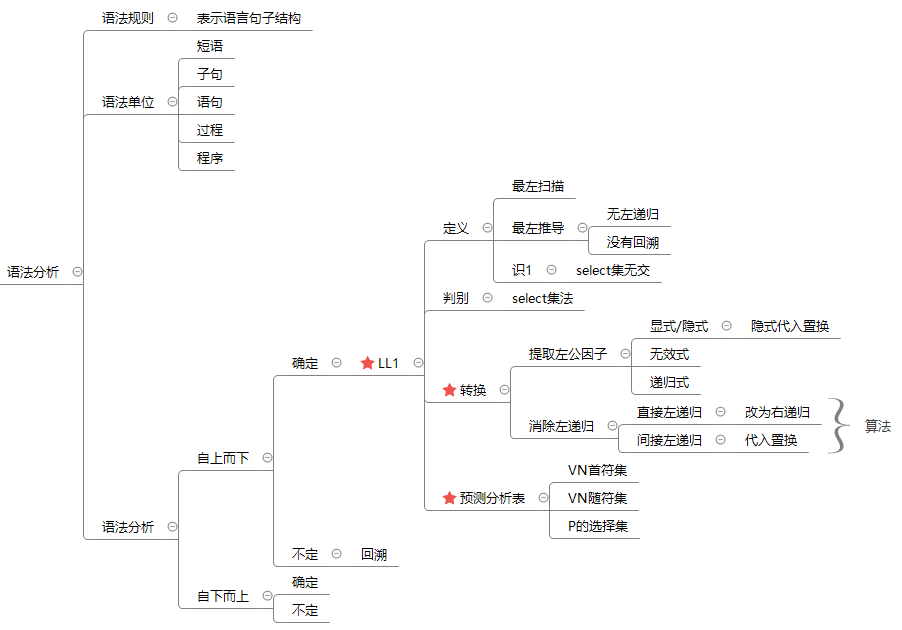 语法分析
语法规则
表示语言句子结构
语法单位
短语
子句
语句
过程
程序
语法分析
自上而下
确定
LL1
定义
最左扫描
最左推导
无左递归
没有回溯
识1
select集无交
判别
select集法
转换
提取左公因子
显式/隐式
隐式代入置换
无效式
递归式
消除左递归
直接左递归
改为右递归
间接左递归
代入置换
算法
预测分析表
VN首符集
VN随符集
P的选择集
不定
回溯
自下而上
确定
不定